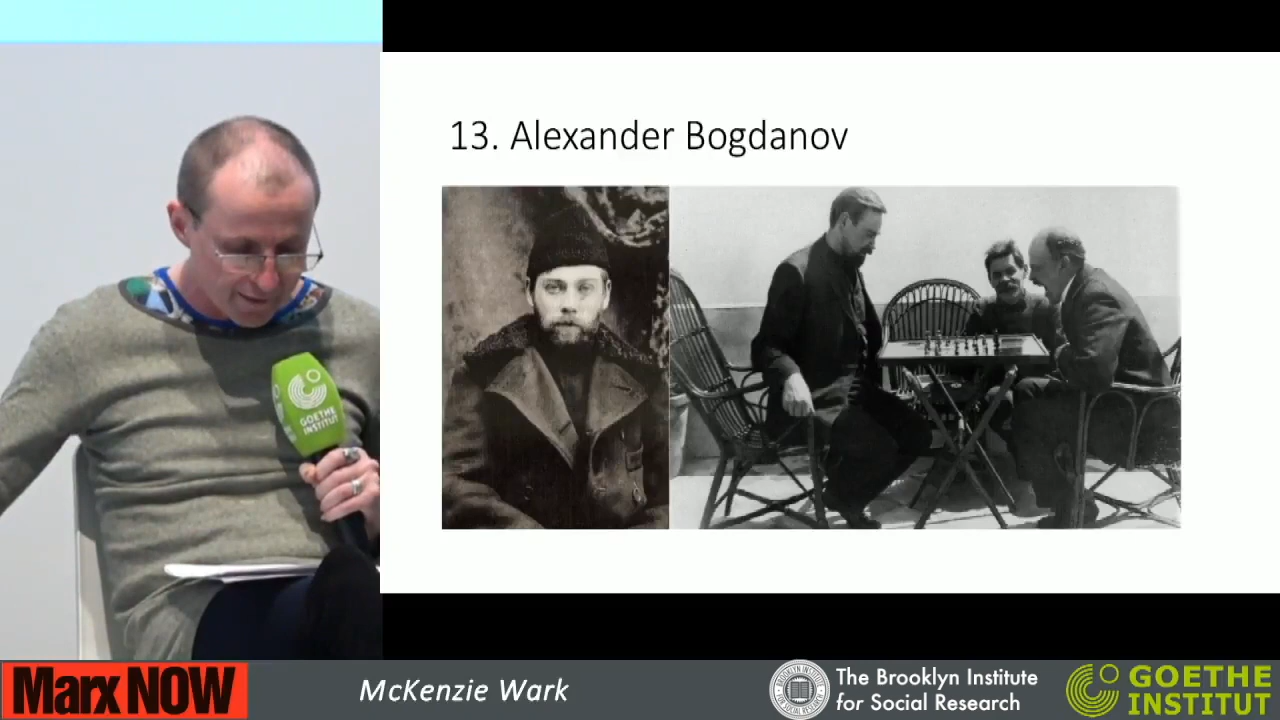 13. Alexander Bogdanov
GOETHE
INSTITUT
MarxNOW
McKenzie Wark
The Brooklyn Institute
for Social Research
GOETHE
INSTITUT